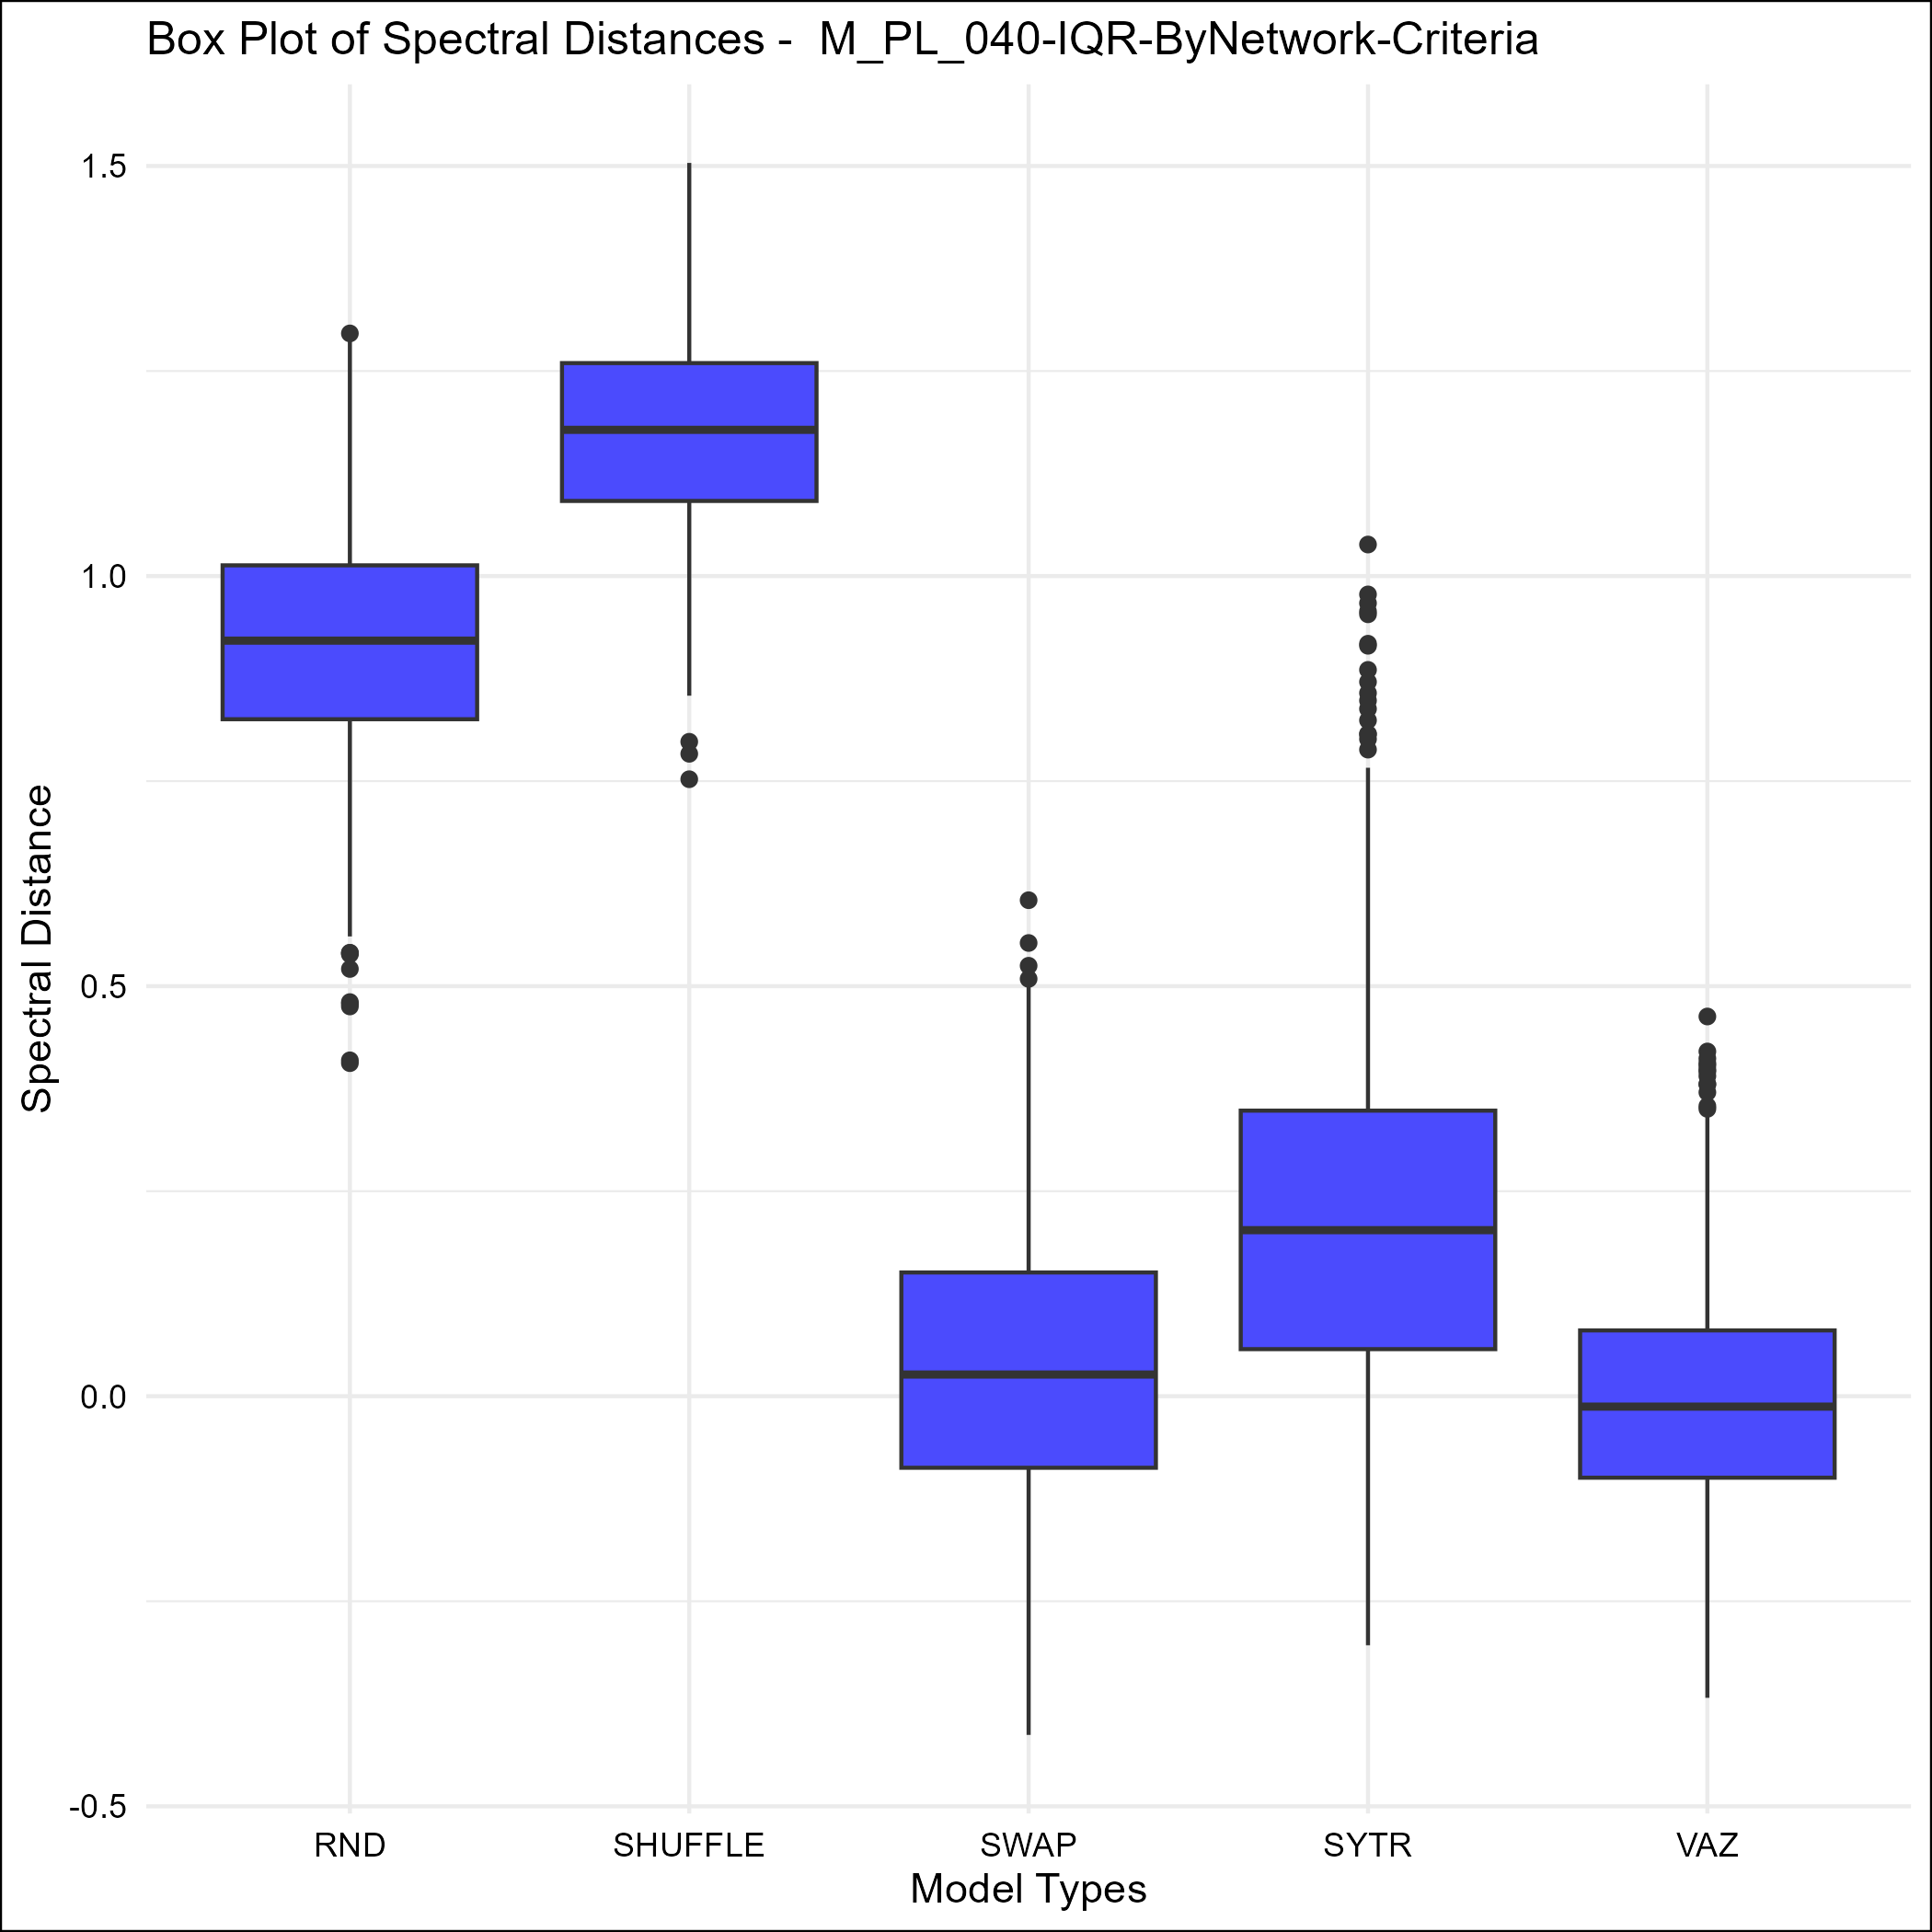 Box Plot of Spectral Distances -  M_PL_040-IQR-ByNetwork-Criteria
Spectral Distance
1.5
1.0
0.5
0.0
-0.5
RND SHUFFLE SWAP SYTR VAZ
Model Types